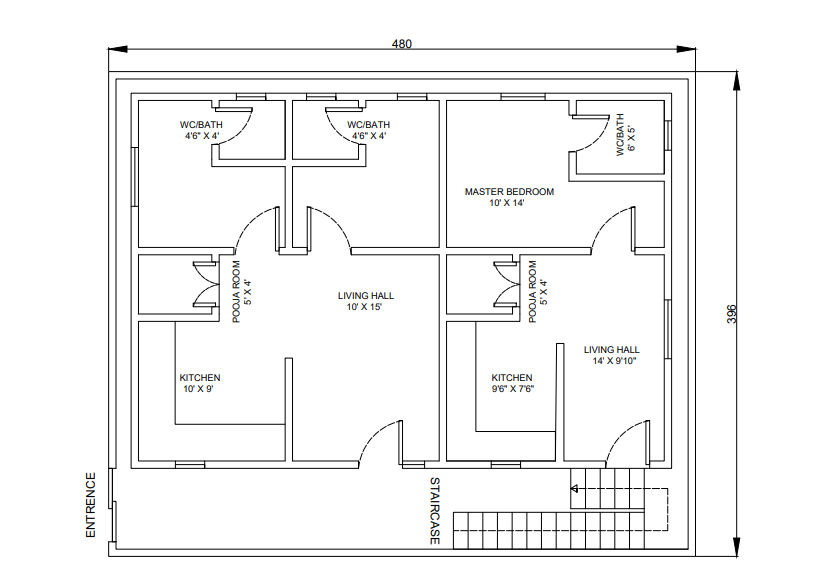 480
WC/BATH
4'6" X 4'
WC/BATH
4'6" X 4'
WC/BATH
6' X 5'
MASTER BEDROOM
10' X 14'
POOJA ROOM
5' X 4'
LIVING HALL
10' X 15'
POOJA ROOM
5' X 4'
396
LIVING HALL
14' X 9'10"
KITCHEN
10' X 9'
KITCHEN
9'6" X 7'6"
ENTRENCE
STAIRCASE